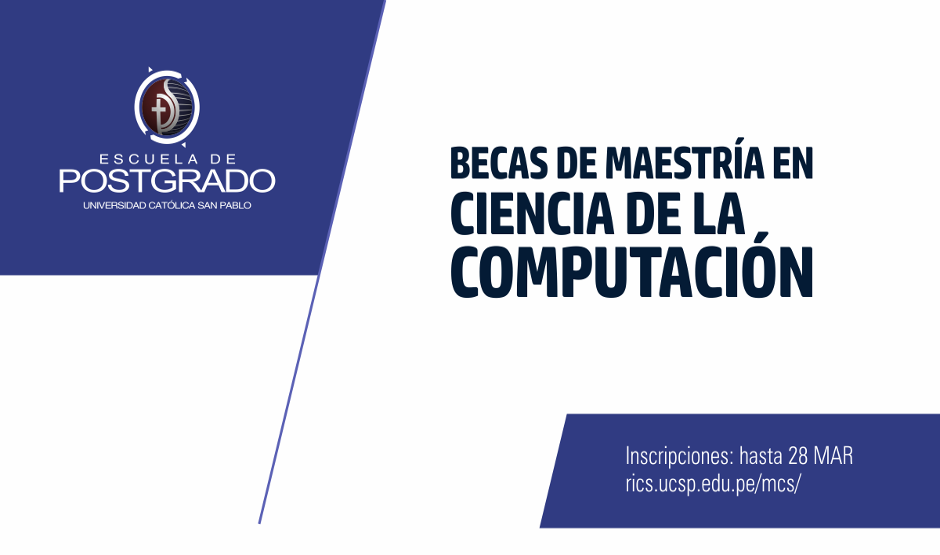 ESCUELA DE
POSTGRADO
UNIVERSIDAD CATÓLICA SAN PABLO
BECAS DE MAESTRÍA EN
CIENCIA DE LA
COMPUTACIÓN
Inscripciones: hasta 28 MAR
rics.ucsp.edu.pe/mcs/